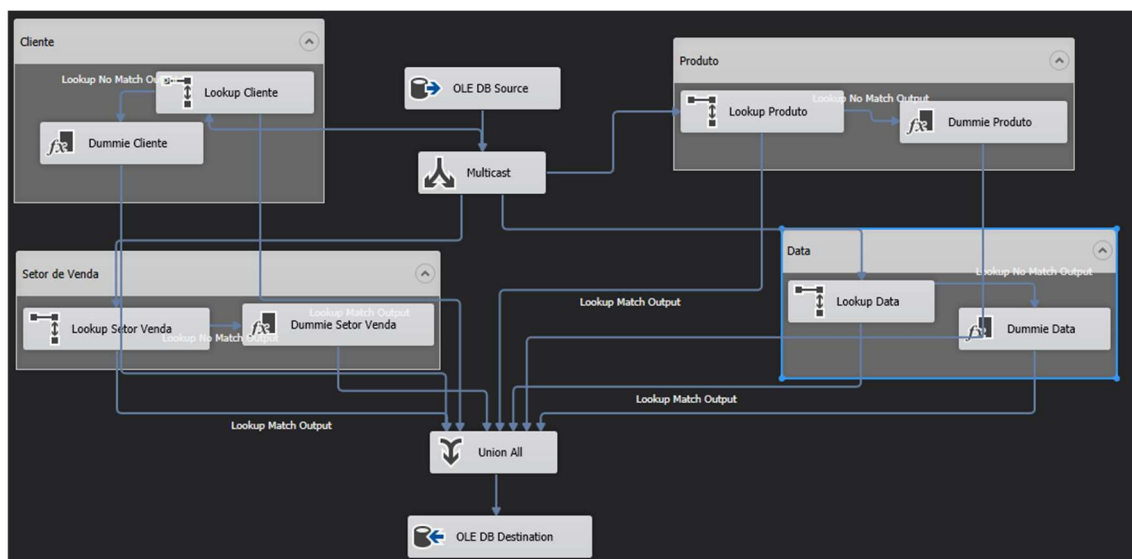 Cliente
Lookup No Match Output
Lookup Cliente
Dummie Cliente
OLE DB Source
Multicast
Produto
Lookup Produto
Lookup No Match Output
Dummie Produto
Setor de Venda
Lookup Setor Venda
Lookup No Match Output
Lookup Match Output
Dummie Setor Venda
Lookup Match Output
Data
Lookup No Match Output
Lookup Data
Dummie Data
Lookup Match Output
Lookup Match Output
Union All
OLE DB Destination